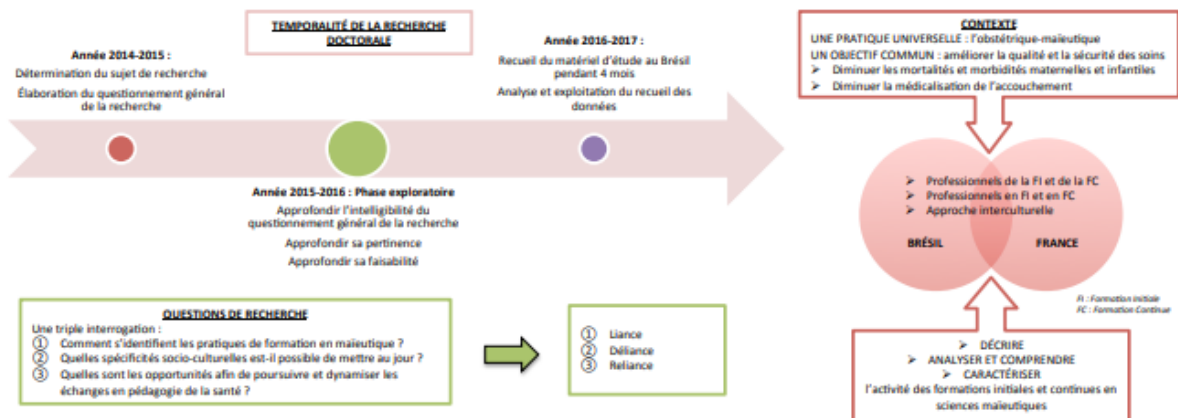 TEMPORALITÉ DE LA RECHERCHE
DOCTORALE
Année 2014-2015 :
Détermination du sujet de recherche
Élaboration du questionnement général
de la recherche
Année 2016-2017 :
Recueil du matériel d'étude au Brésil
pendant 4 mois
Analyse et exploitation du recueil des
données
Année 2015-2016 : Phase exploratoire
Approfondir l'intelligibilité du
questionnement général de la recherche
Approfondir sa pertinence
Approfondir sa faisabilité
QUESTIONS DE RECHERCHE
Une triple interrogation :
① Comment s'identifient les pratiques de formation en maïeutique ?
② Quelles spécificités socio-culturelles est-il possible de mettre au jour ?
③ Quelles sont les opportunités afin de poursuivre et dynamiser les
échanges en pédagogie de la santé ?
① Liance
② Déliance
③ Reliance
CONTEXTE
UNE PRATIQUE UNIVERSELLE : l'obstétrique-maïeutique
UN OBJECTIF COMMUN : améliorer la qualité et la sécurité des soins
➢ Diminuer les mortalités et morbidités maternelles et infantiles
➢ Diminuer la médicalisation de l'accouchement
➢ Professionnels de la FI et de la FC
➢ Professionnels en FI et en FC
➢ Approche interculturelle
BRÉSIL FRANCE
FI : Formation Initiale
FC : Formation Continue
➢ DÉCRIRE
➢ ANALYSER ET COMPRENDRE
➢ CARACTÉRISER
l'activité des formations initiales et continues en
sciences maïeutiques